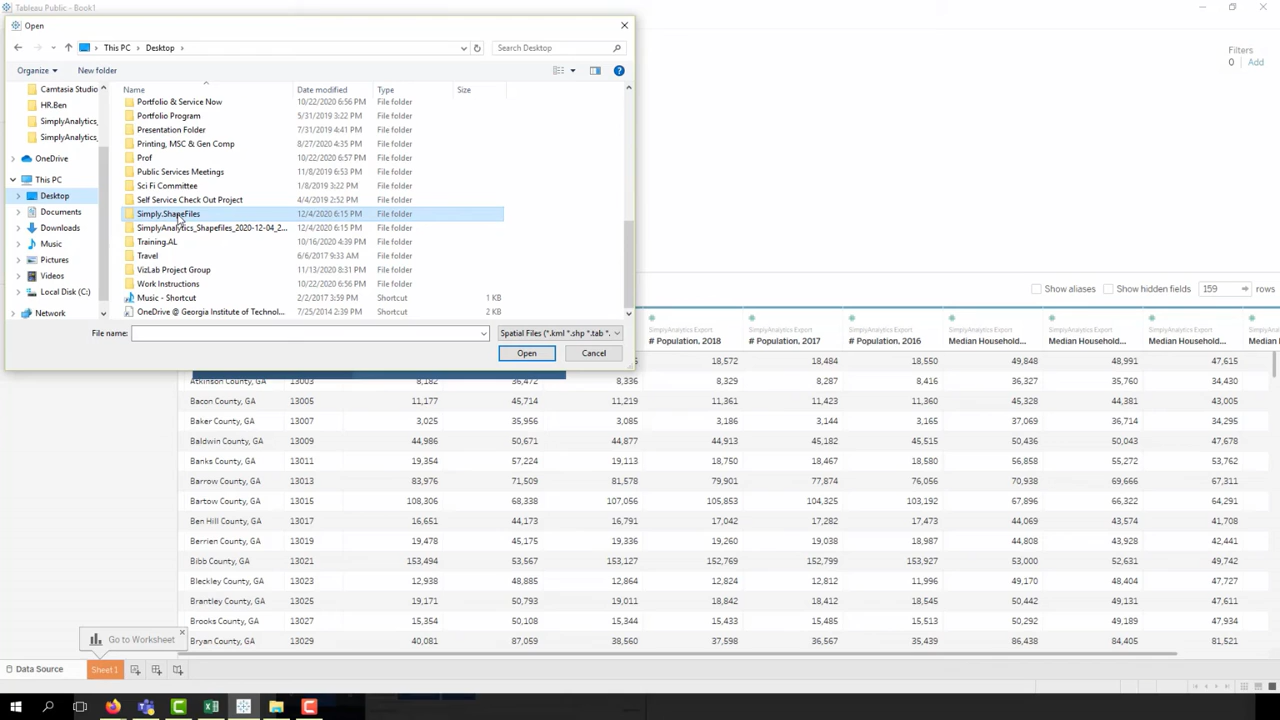 Tableau Public - Book1
Open
This PC > Desktop >
Search Desktop
Filters
0 Add
Organize
New folder
Name Date modified Type Size
Camtasia Studio
HR.Ben
SimplyAnalytics_
SimplyAnalytics_
OneDrive
This PC
Desktop
Documents
Downloads
Music
Pictures
Videos
Local Disk (C:)
Network
Portfolio & Service Now 10/22/2020 6:56 PM File folder
Portfolio Program 5/31/2019 3:22 PM File folder
Presentation Folder 7/31/2019 4:41 PM File folder
Printing, MSC & Gen Comp 8/27/2020 4:35 PM File folder
Prof 10/22/2020 6:57 PM File folder
Public Services Meetings 11/8/2019 6:53 PM File folder
Sci Fi Committee 1/8/2019 3:22 PM File folder
Self Service Check Out Project 4/4/2019 2:52 PM File folder
Simply.ShapeFiles 12/4/2020 6:15 PM File folder
SimplyAnalytics_Shapefiles_2020-12-04_2... 12/4/2020 6:15 PM File folder
Training.AL 10/16/2020 4:39 PM File folder
Travel 6/6/2017 9:33 AM File folder
VizLab Project Group 11/13/2020 8:31 PM File folder
Work Instructions 10/22/2020 6:56 PM File folder
Music - Shortcut 2/2/2017 3:59 PM Shortcut 1 KB
OneDrive @ Georgia Institute of Technol... 7/25/2014 2:39 PM Shortcut 2 KB
File name:
Spatial Files (*.kml *.shp *.tab *.
Open
Cancel
Show aliases
Show hidden fields
159
rows
SimplyAnalytics Export SimplyAnalytics Export SimplyAnalytics Export SimplyAnalytics Export SimplyAnalytics Export SimplyAnalytics Export SimplyAn
# Population, 2018 # Population, 2017 # Population, 2016 Median Household... Median Household... Median Household... Median H
18,572 18,484 18,550 49,848 48,991 47,615
Atkinson County, GA 13003 8,182 36,472 8,336 8,329 8,287 8,416 36,327 35,760 34,430
Bacon County, GA 13005 11,177 45,714 11,219 11,361 11,423 11,360 45,328 44,381 43,005
Baker County, GA 13007 3,025 35,956 3,085 3,186 3,144 3,165 37,069 36,714 34,293
Baldwin County, GA 13009 44,986 50,671 44,877 44,913 45,182 45,515 50,436 50,043 47,678
Banks County, GA 13011 19,354 57,224 19,113 18,750 18,467 18,580 56,858 55,272 53,762
Barrow County, GA 13013 83,976 71,509 81,578 79,901 77,874 76,056 70,938 69,666 67,311
Bartow County, GA 13015 108,306 68,338 106,855 105,853 104,325 103,192 67,896 66,322 64,291
Ben Hill County, GA 13017 16,651 44,173 16,791 17,032 17,282 17,473 44,069 43,574 41,708
Berrien County, GA 13019 19,478 45,175 19,346 19,260 19,038 18,987 44,808 43,928 42,441
Bibb County, GA 13021 153,494 53,567 153,127 152,769 152,799 153,927 53,000 52,631 49,742
Bleckley County, GA 13023 12,938 48,885 12,864 12,824 12,812 11,996 49,170 48,404 47,727
Brantley County, GA 13025 19,171 50,793 19,011 18,842 18,814 18,545 50,442 49,131 47,611
Brooks County, GA 13027 15,354 50,108 15,344 15,433 15,485 15,529 50,292 49,189 47,934
Bryan County, GA 13029 40,081 87,059 38,560 37,598 36,567 35,439 86,438 84,405 81,521
Go to Worksheet
Data Source
Sheet 1